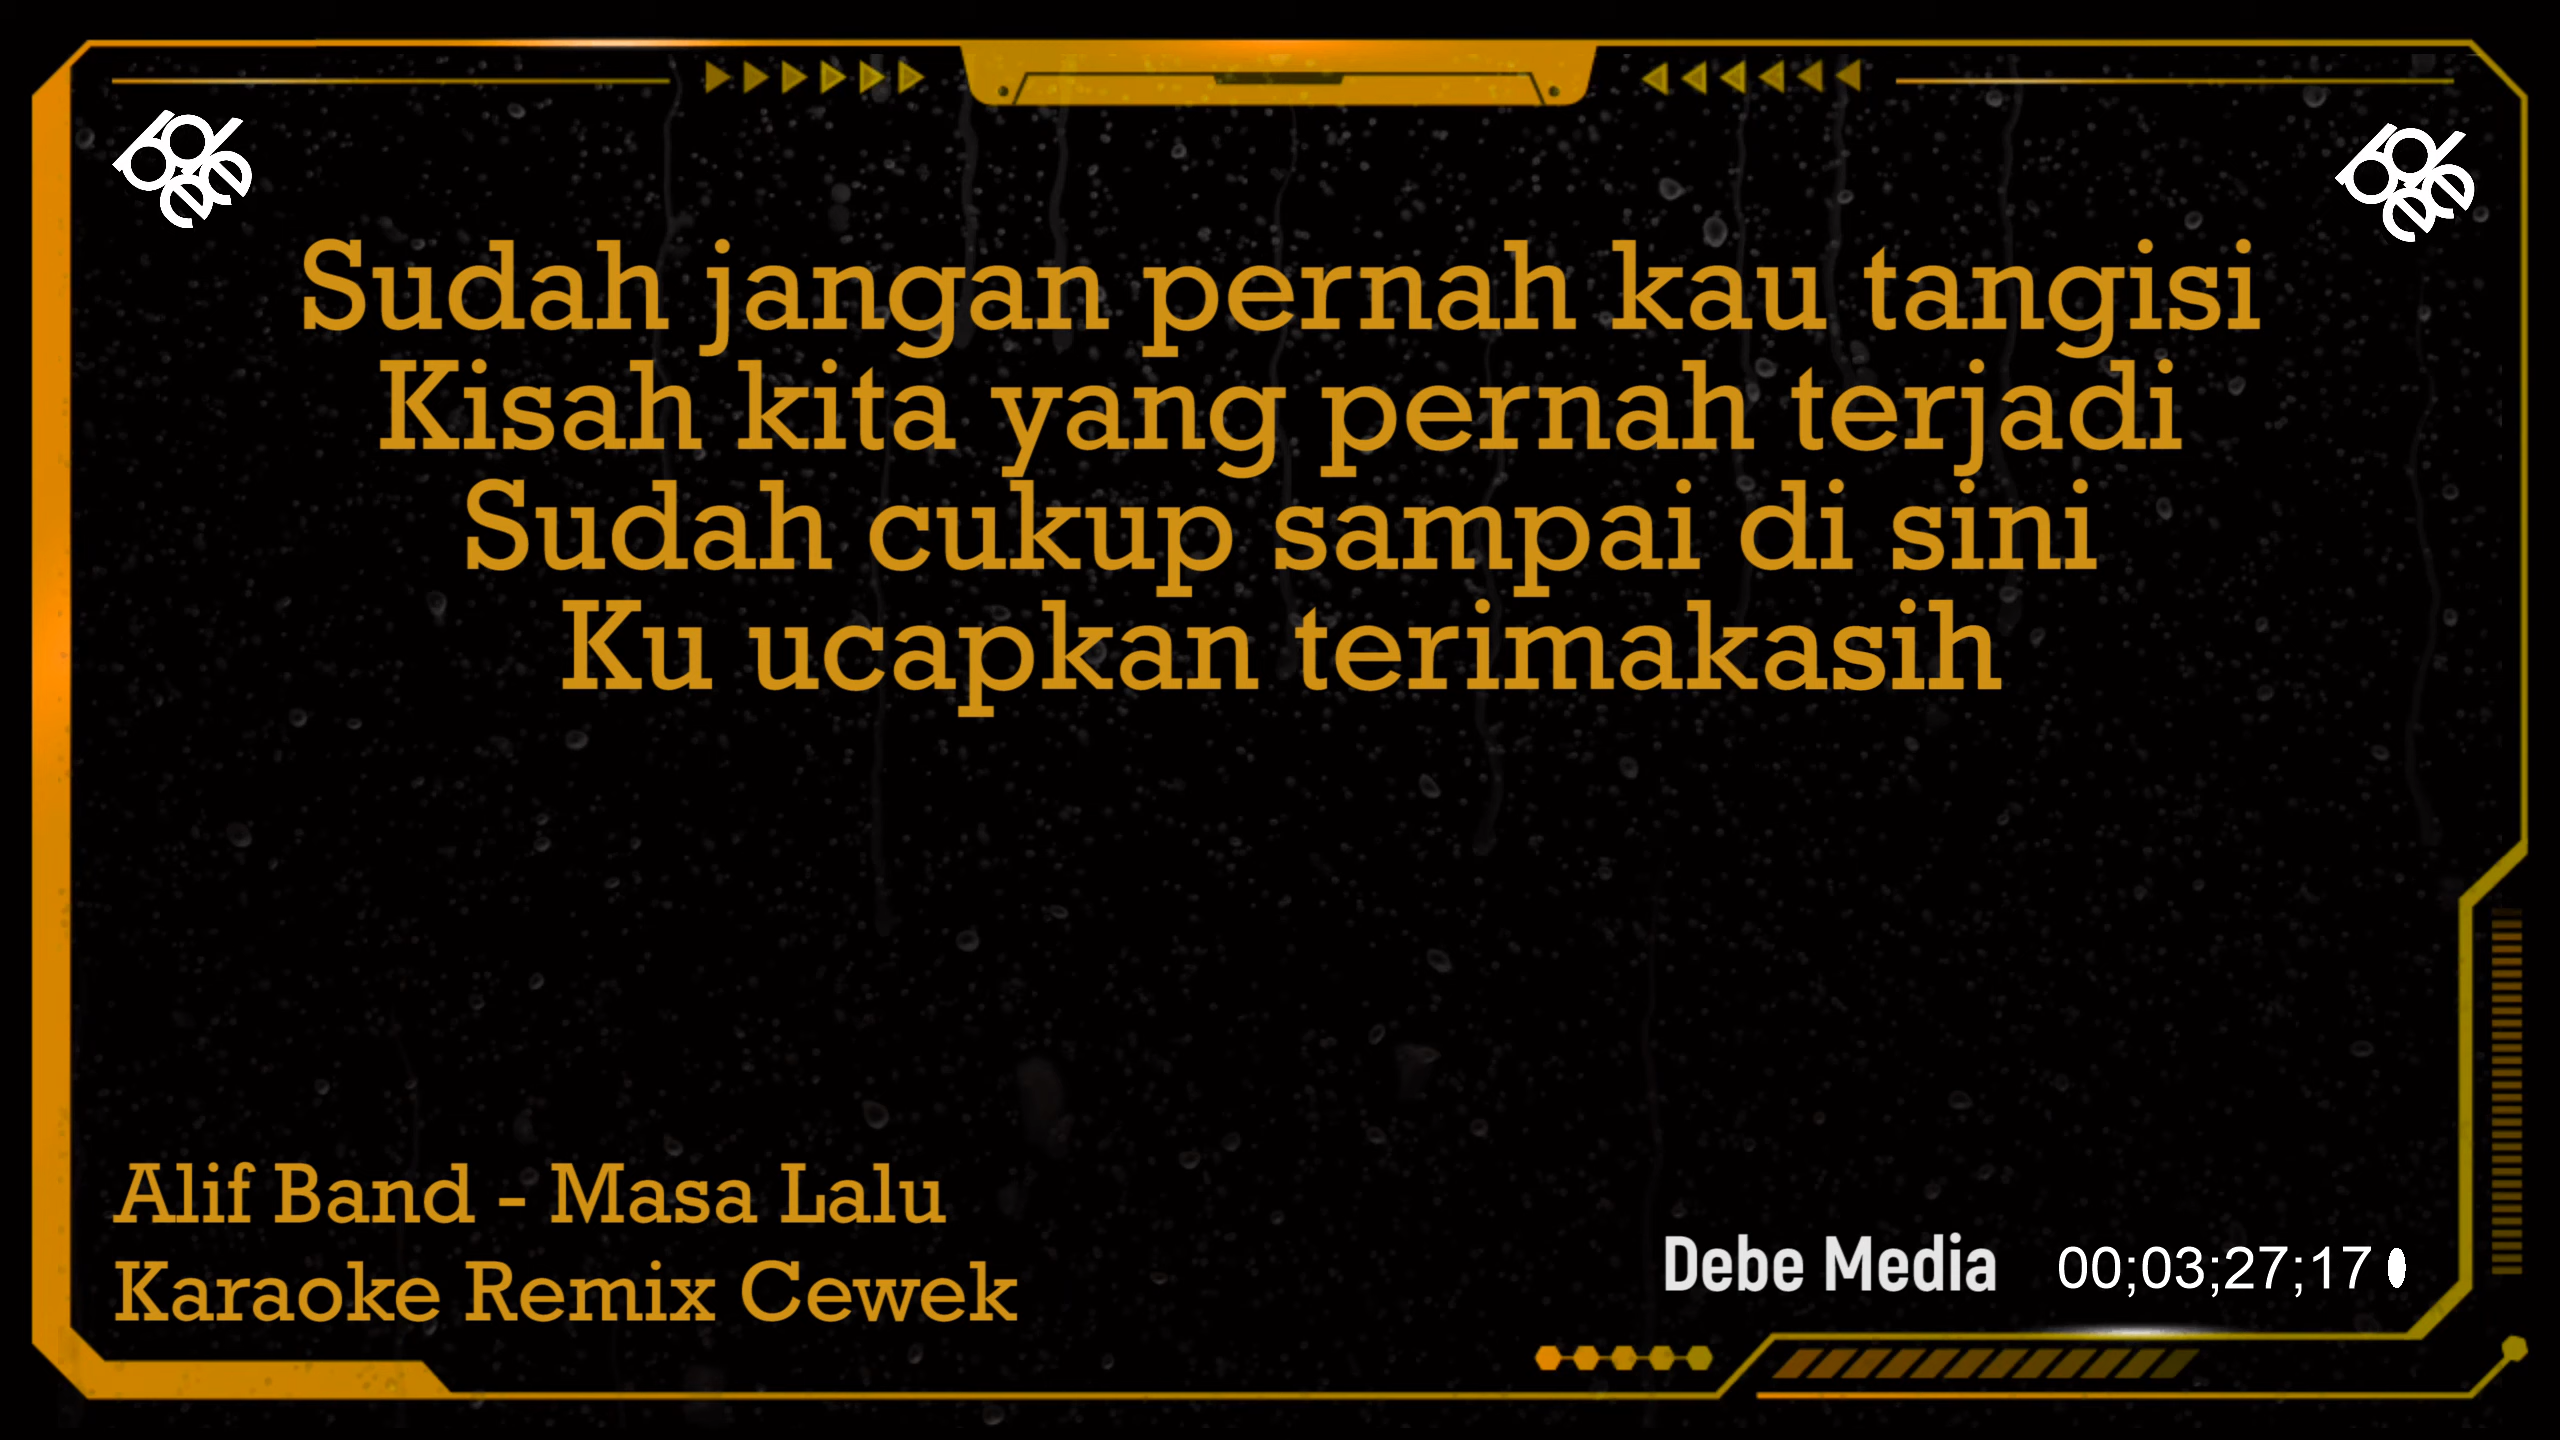 Sudah jangan pernah kau tangisi
Kisah kita yang pernah terjadi
Sudah cukup sampai di sini
Ku ucapkan terimakasih
Alif Band - Masa Lalu
Karaoke Remix Cewek
Debe Media 00;03;27;17